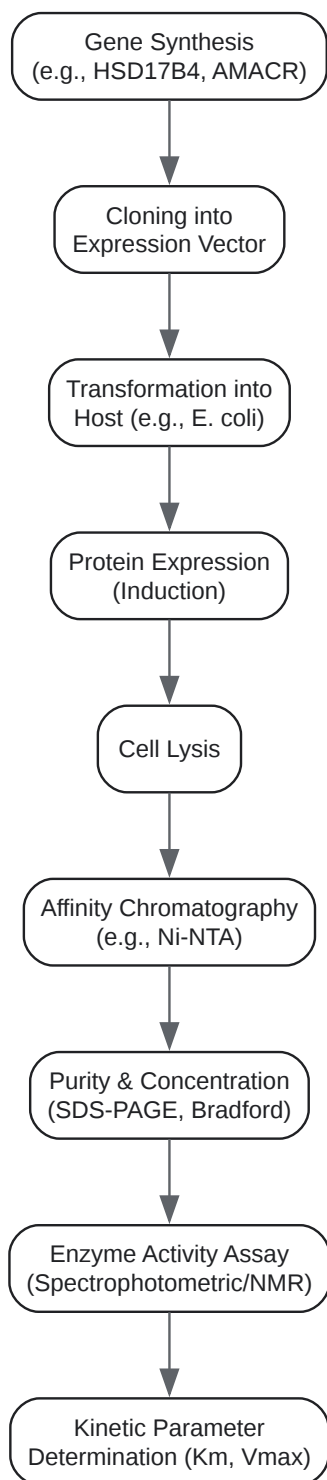 Gene Synthesis
(e.g., HSD17B4, AMACR)
Cloning into
Expression Vector
Transformation into
Host (e.g., E. coli)
Protein Expression
(Induction)
Cell Lysis
Affinity Chromatography
(e.g., Ni-NTA)
Purity & Concentration
(SDS-PAGE, Bradford)
Enzyme Activity Assay
(Spectrophotometric/NMR)
Kinetic Parameter
Determination (Km, Vmax)